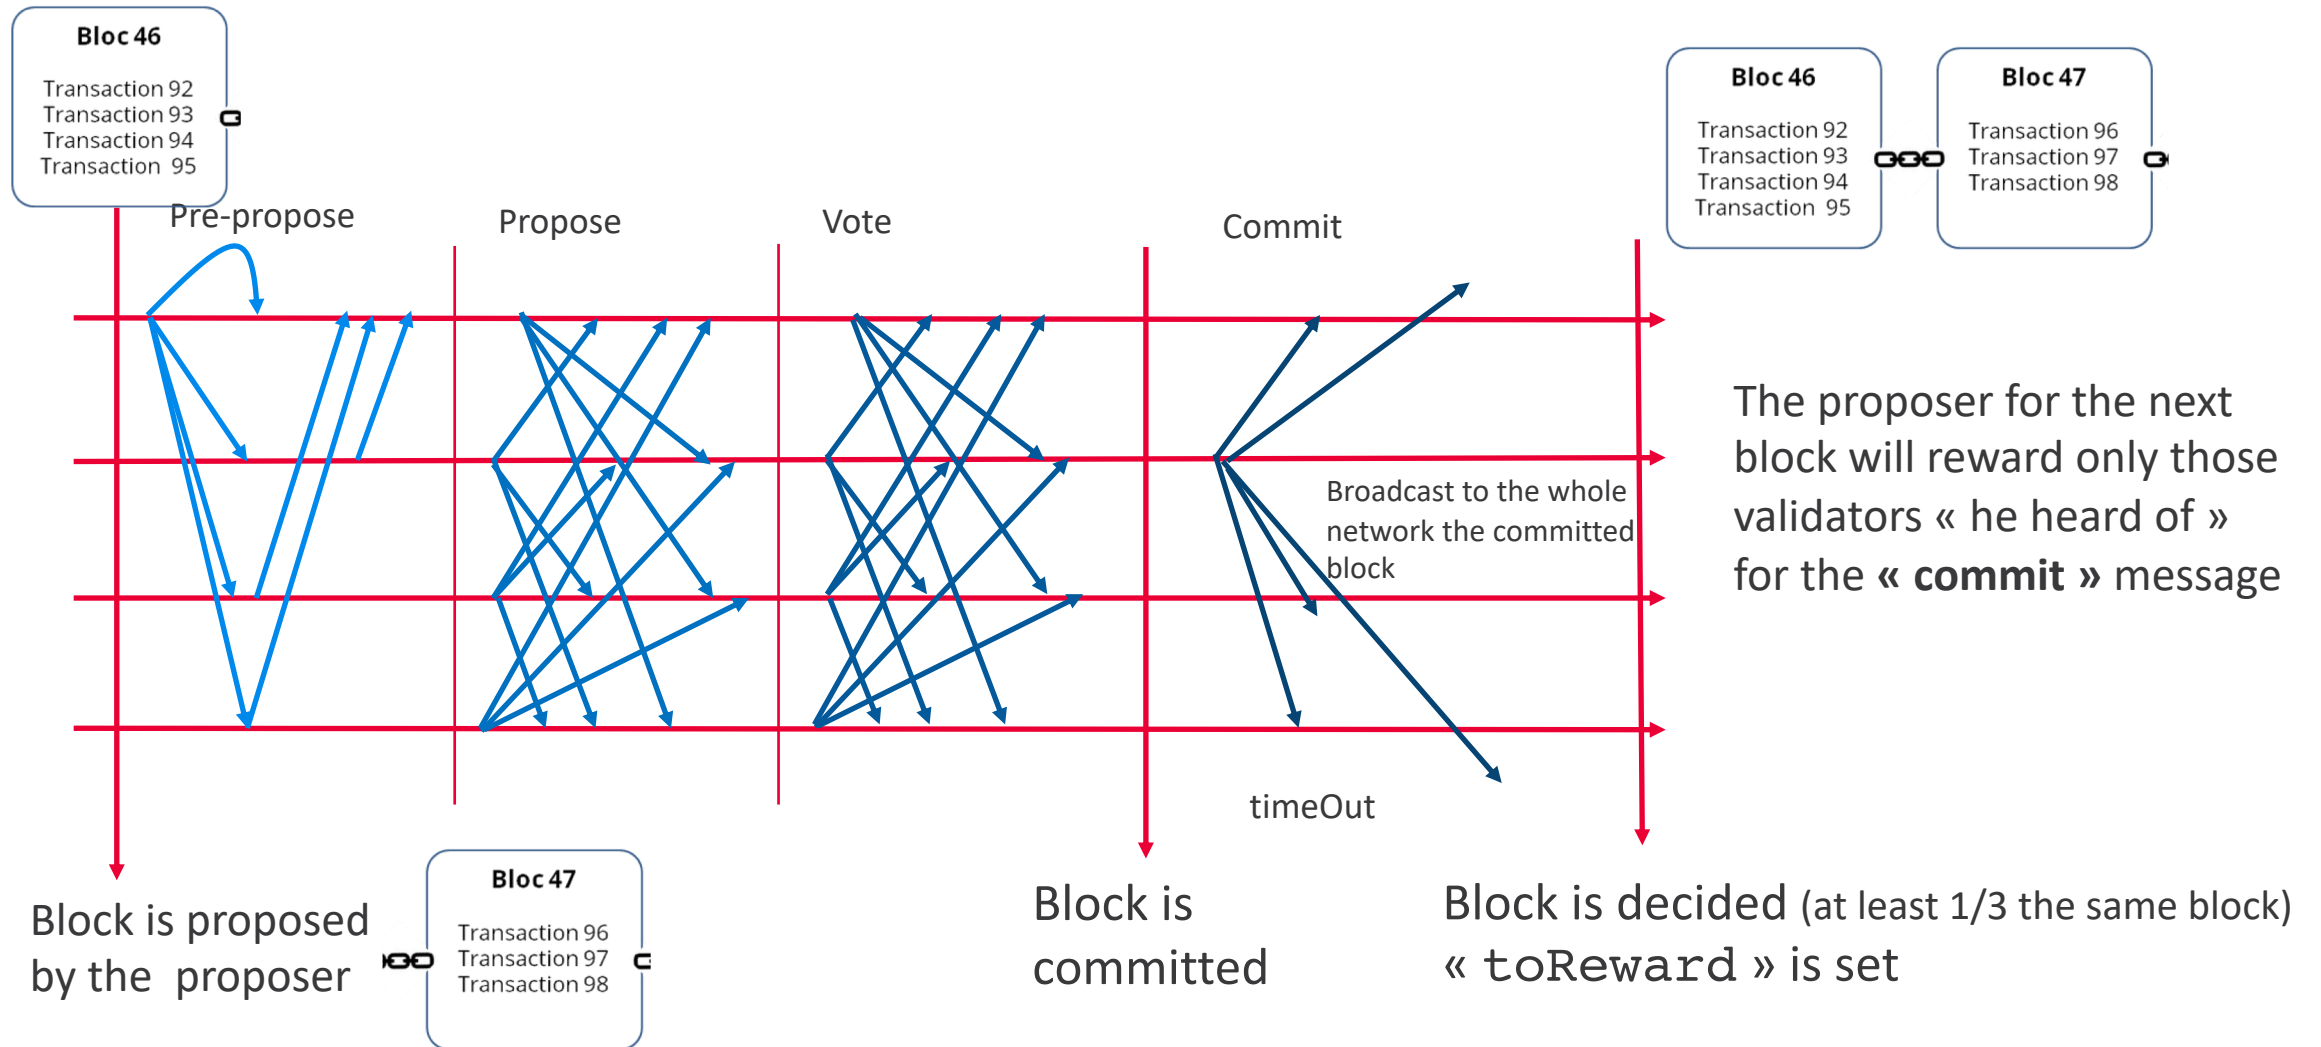 Bloc 46
Transaction 92
Transaction 93
Transaction 94
Transaction  95
Bloc 46
Transaction 92
Transaction 93
Transaction 94
Transaction  95
Bloc 47
Transaction 96
Transaction 97
Transaction 98
Pre-propose
Propose
Vote
Commit
The proposer for the next
block will reward only those
validators « he heard of »
for the « commit » message
Broadcast to the whole
network the committed
block
timeOut
Block is proposed
by the  proposer
Bloc 47
Transaction 96
Transaction 97
Transaction 98
Block is
committed
Block is decided (at least 1/3 the same block)
« toReward » is set